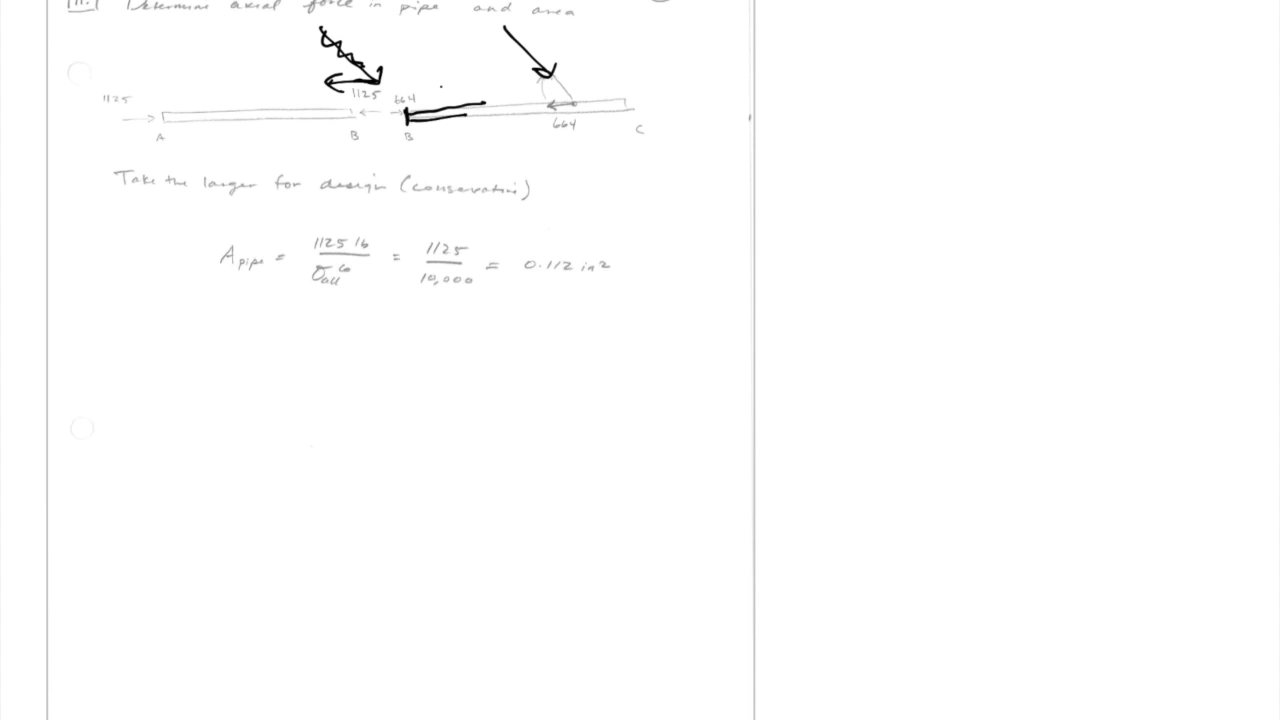 III. Determine axial force in pipe and area
1125 1125 664
A B B 664 C
Take the larger for design (conservative)
A pipe = 1125 lb / σall = 1125 / 10,000 = 0.112 in²